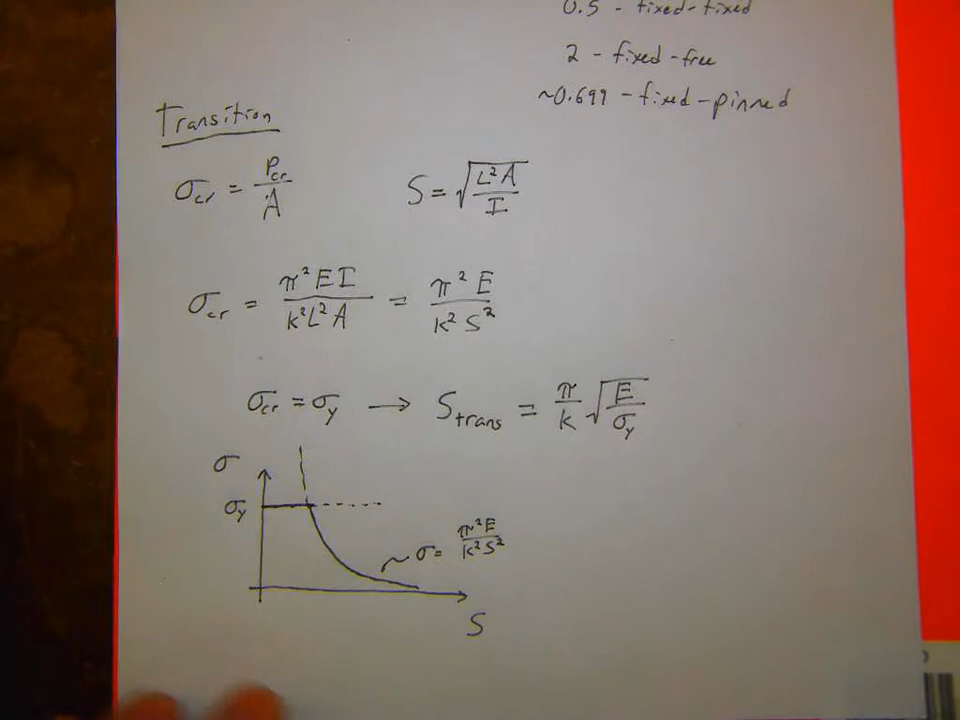 0.5 - fixed-fixed
2 - fixed-free
~0.699 - fixed-pinned
Transition
σcr = Pcr/A    S = √(L²A/I)
σcr = π²EI/k²L²A = π²E/k²S²
σcr = σy → Strans = π/k √(E/σy)
σ
σy
~ σ = π²E/k²S²
S